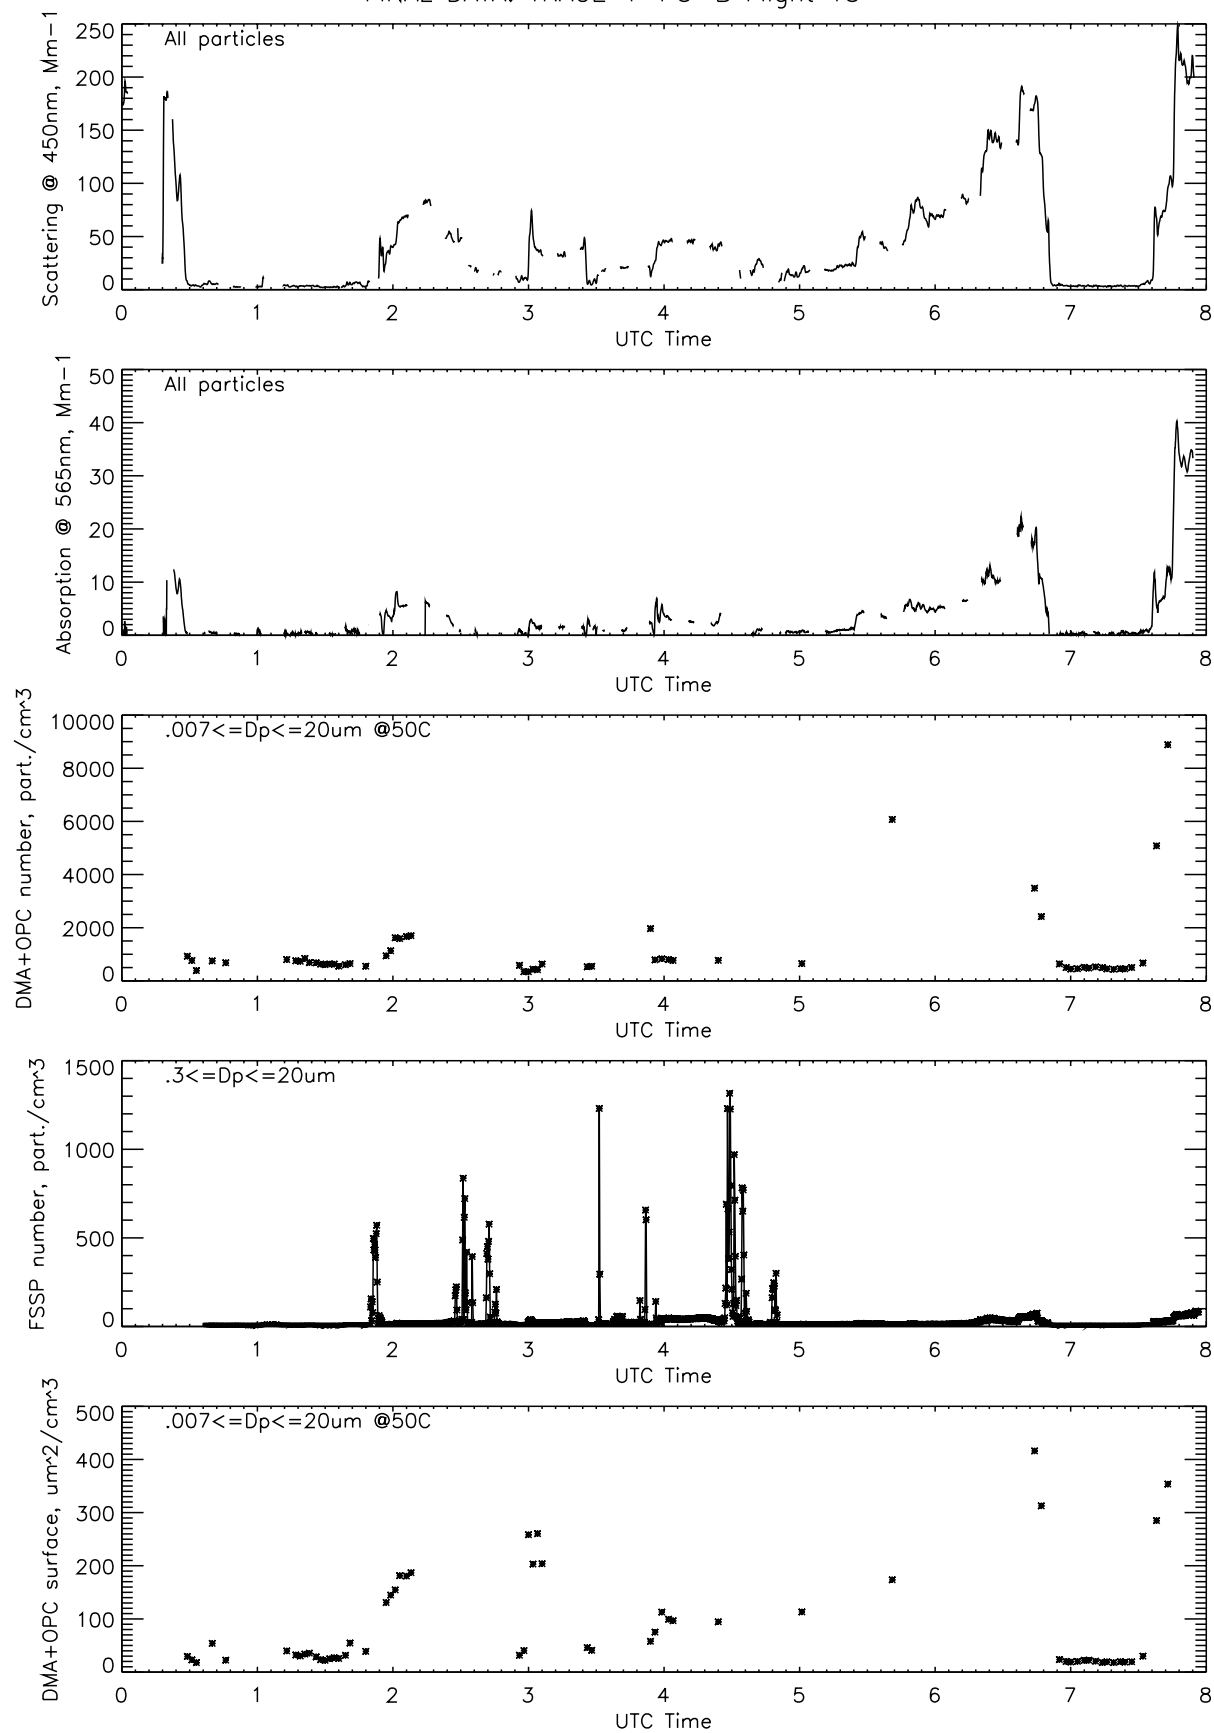 All particles
Scattering @ 450nm, Mm-1
250
200
150
100
50
0
0 1 2 3 4 5 6 7 8
UTC Time
All particles
Absorption @ 565nm, Mm-1
50
40
30
20
10
0
0 1 2 3 4 5 6 7 8
UTC Time
.007<=Dp<=20um @50C
DMA+OPC number, part./cm^3
10000
8000
6000
4000
2000
0
0 1 2 3 4 5 6 7 8
UTC Time
.3<=Dp<=20um
FSSP number, part./cm^3
1500
1000
500
0
0 1 2 3 4 5 6 7 8
UTC Time
.007<=Dp<=20um @50C
DMA+OPC surface, um^2/cm^3
500
400
300
200
100
0
0 1 2 3 4 5 6 7 8
UTC Time